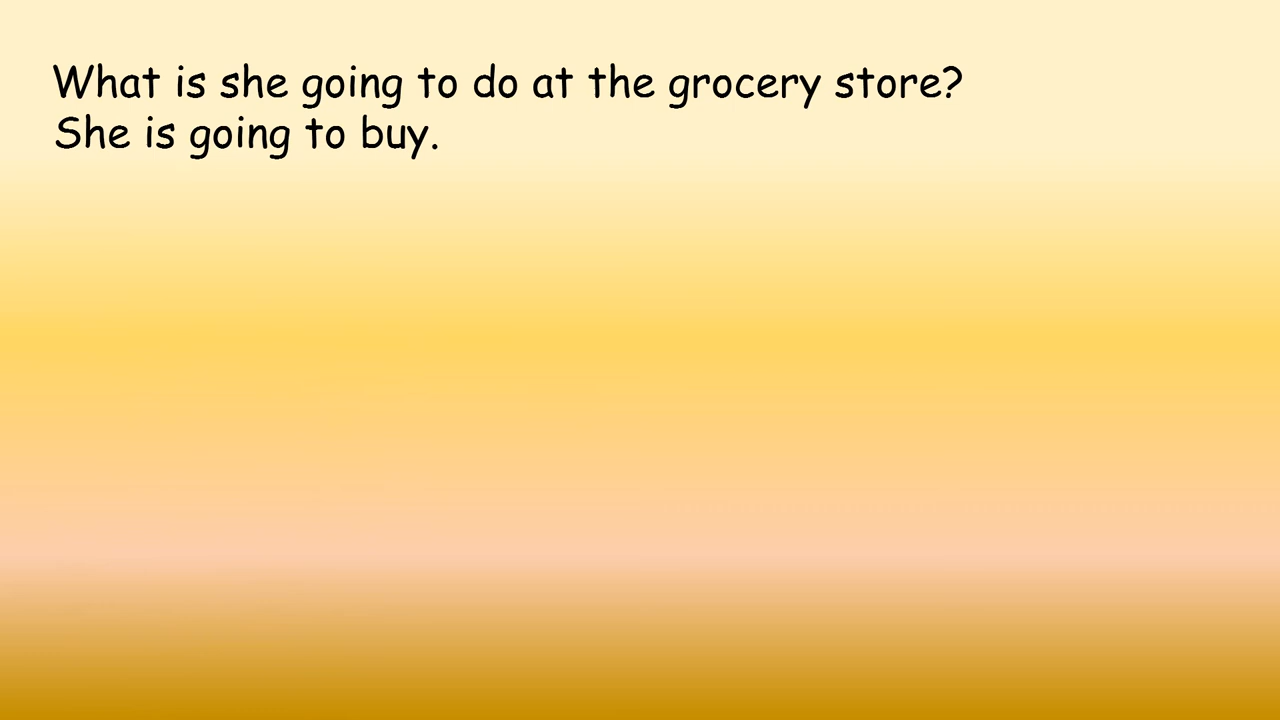 What is she going to do at the grocery store?
She is going to buy.